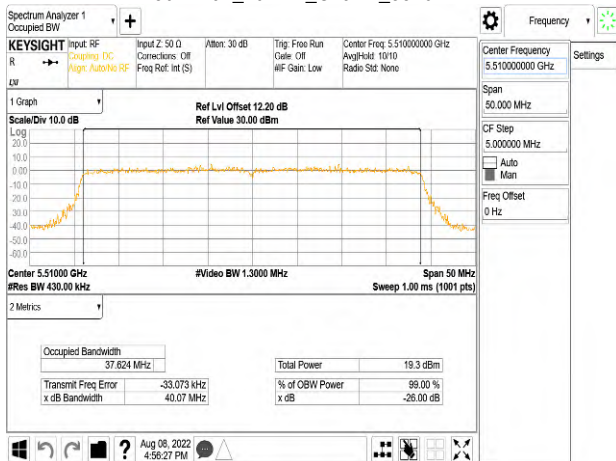 Spectrum Analyzer 1
Occupied BW
+
Frequency
KEYSIGHT
Input: RF
Input Z: 50 Ω
Atten: 30 dB
Trig: Free Run
Center Freq: 5.510000000 GHz
R
Coupling: DC
Corrections: Off
Gate: Off
Avg|Hold: 10/10
Align: Auto/No RF
Freq Ref: Int (S)
#IF Gain: Low
Radio Std: None
Center Frequency
5.510000000 GHz
Settings
Span
50.000 MHz
CF Step
5.000000 MHz
Auto
Man
Freq Offset
0 Hz
1 Graph
Ref Lvl Offset 12.20 dB
Scale/Div 10.0 dB
Ref Value 30.00 dBm
Log
20.0
10.0
0.00
-10.0
-20.0
-30.0
-40.0
-50.0
-60.0
Center 5.51000 GHz
#Video BW 1.3000 MHz
Span 50 MHz
#Res BW 430.00 kHz
Sweep 1.00 ms (1001 pts)
2 Metrics
Occupied Bandwidth
37.624 MHz
Total Power
19.3 dBm
Transmit Freq Error
-33.073 kHz
% of OBW Power
99.00 %
x dB Bandwidth
40.07 MHz
x dB
-26.00 dB
?
Aug 08, 2022
4:56:27 PM